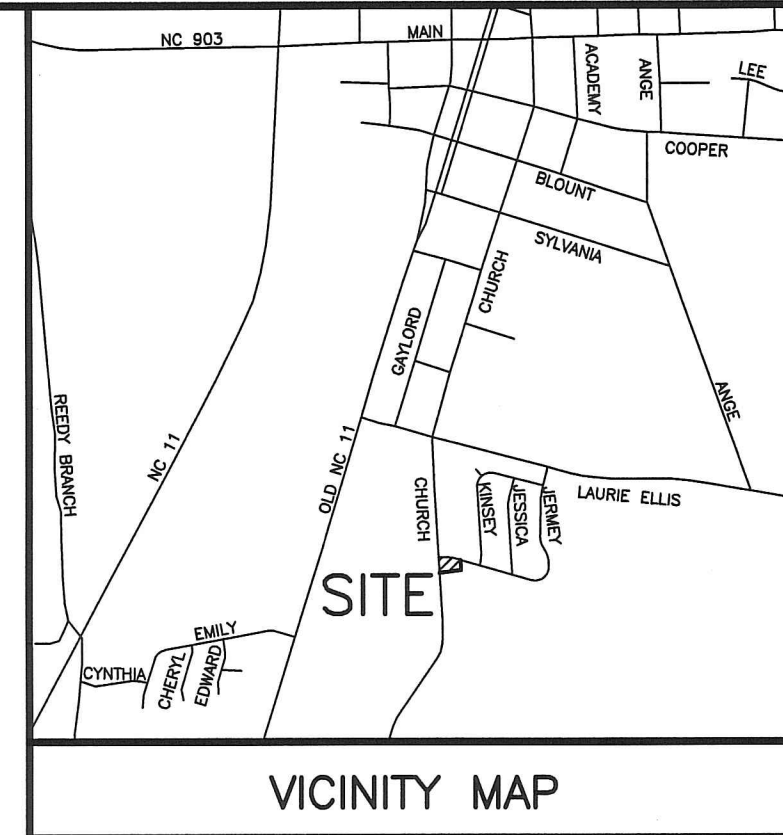 NC 903
MAIN
ACADEMY
ANGE
LEE
COOPER
BLOUNT
SYLVANIA
CHURCH
GAYLORD
ANGE
REEDY BRANCH
NC 11
OLD NC 11
CHURCH
KINSEY
JESSICA
JERMEY
LAURIE ELLIS
SITE
EMILY
CYNTHIA
CHERYL
EDWARD
VICINITY MAP